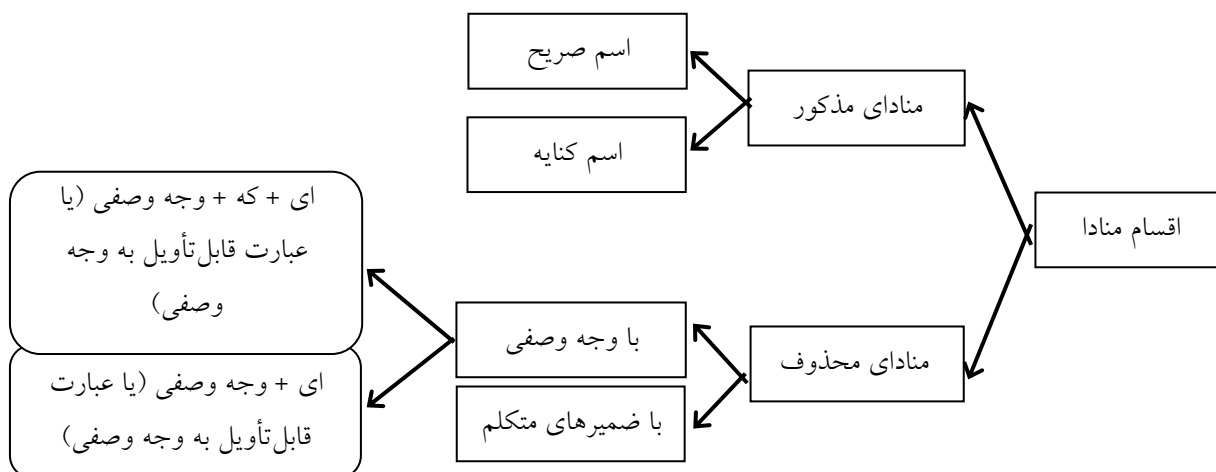 اقسام منادا
منادای مذکور
اسم صریح
اسم کنایه
منادای محذوف
با وجه وصفی
ای + که + وجه وصفی (یا
عبارت قابل‌تأویل به وجه
وصفی)
ای + وجه وصفی (یا عبارت
قابل‌تأویل به وجه وصفی)
با ضمیرهای متکلم